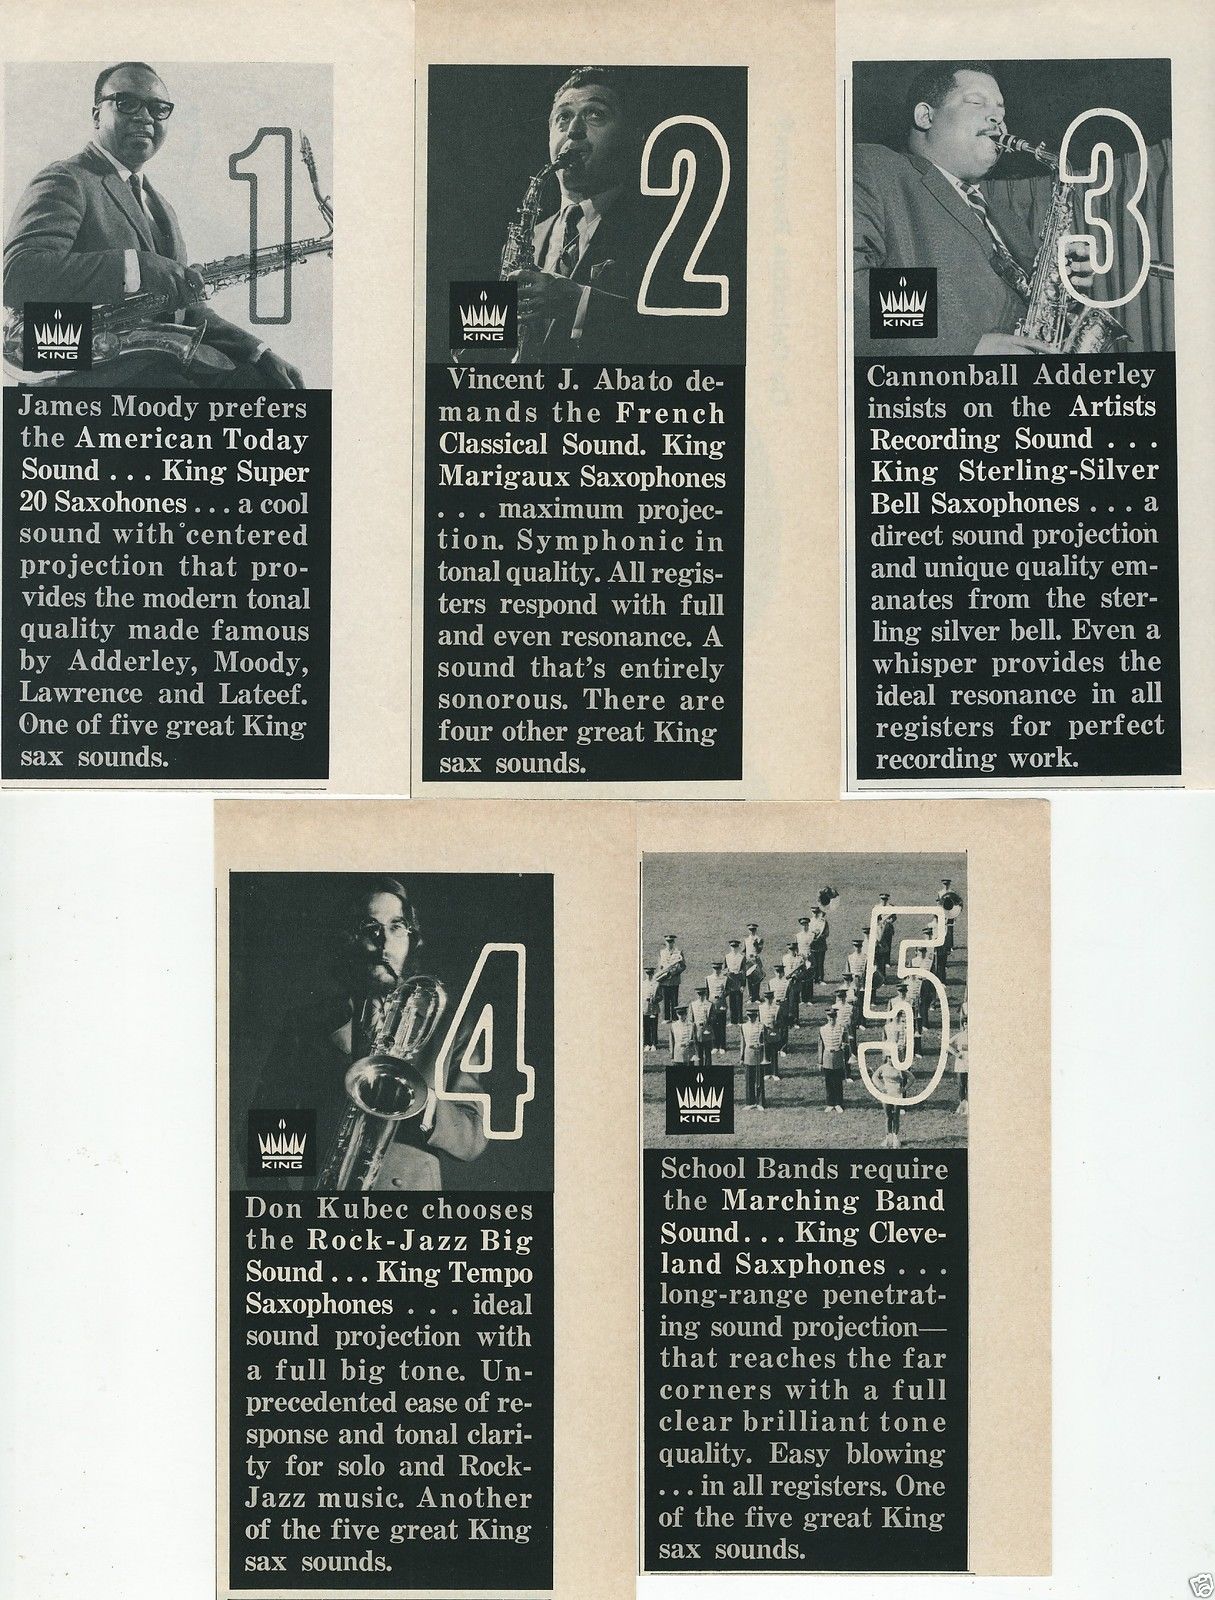 1
KING
James Moody prefers
the American Today
Sound . . . King Super
20 Saxohones . . . a cool
sound with centered
projection that pro-
vides the modern tonal
quality made famous
by Adderley, Moody,
Lawrence and Lateef.
One of five great King
sax sounds.
2
KING
Vincent J. Abato de-
mands the French
Classical Sound. King
Marigaux Saxophones
. . . maximum projec-
tion. Symphonic in
tonal quality. All regis-
ters respond with full
and even resonance. A
sound that's entirely
sonorous. There are
four other great King
sax sounds.
3
KING
Cannonball Adderley
insists on the Artists
Recording Sound . . .
King Sterling-Silver
Bell Saxophones . . . a
direct sound projection
and unique quality em-
anates from the ster-
ling silver bell. Even a
whisper provides the
ideal resonance in all
registers for perfect
recording work.
4
KING
Don Kubec chooses
the Rock-Jazz Big
Sound . . . King Tempo
Saxophones . . . ideal
sound projection with
a full big tone. Un-
precedented ease of re-
sponse and tonal clari-
ty for solo and Rock-
Jazz music. Another
of the five great King
sax sounds.
5
KING
School Bands require
the Marching Band
Sound . . . King Cleve-
land Saxphones . . .
long-range penetrat-
ing sound projection—
that reaches the far
corners with a full
clear brilliant tone
quality. Easy blowing
. . . in all registers. One
of the five great King
sax sounds.